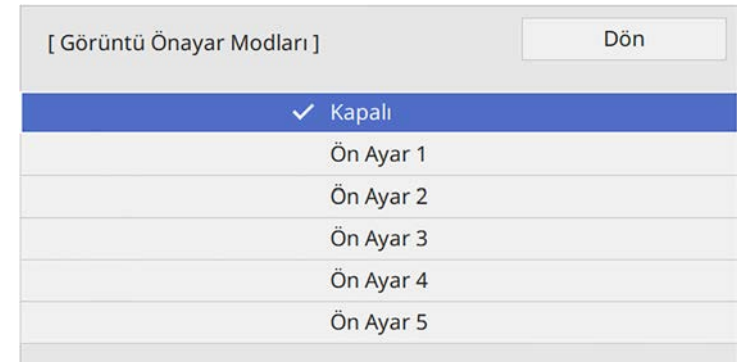 [ Görüntü Önayar Modları ]
Dön
Kapalı
Ön Ayar 1
Ön Ayar 2
Ön Ayar 3
Ön Ayar 4
Ön Ayar 5